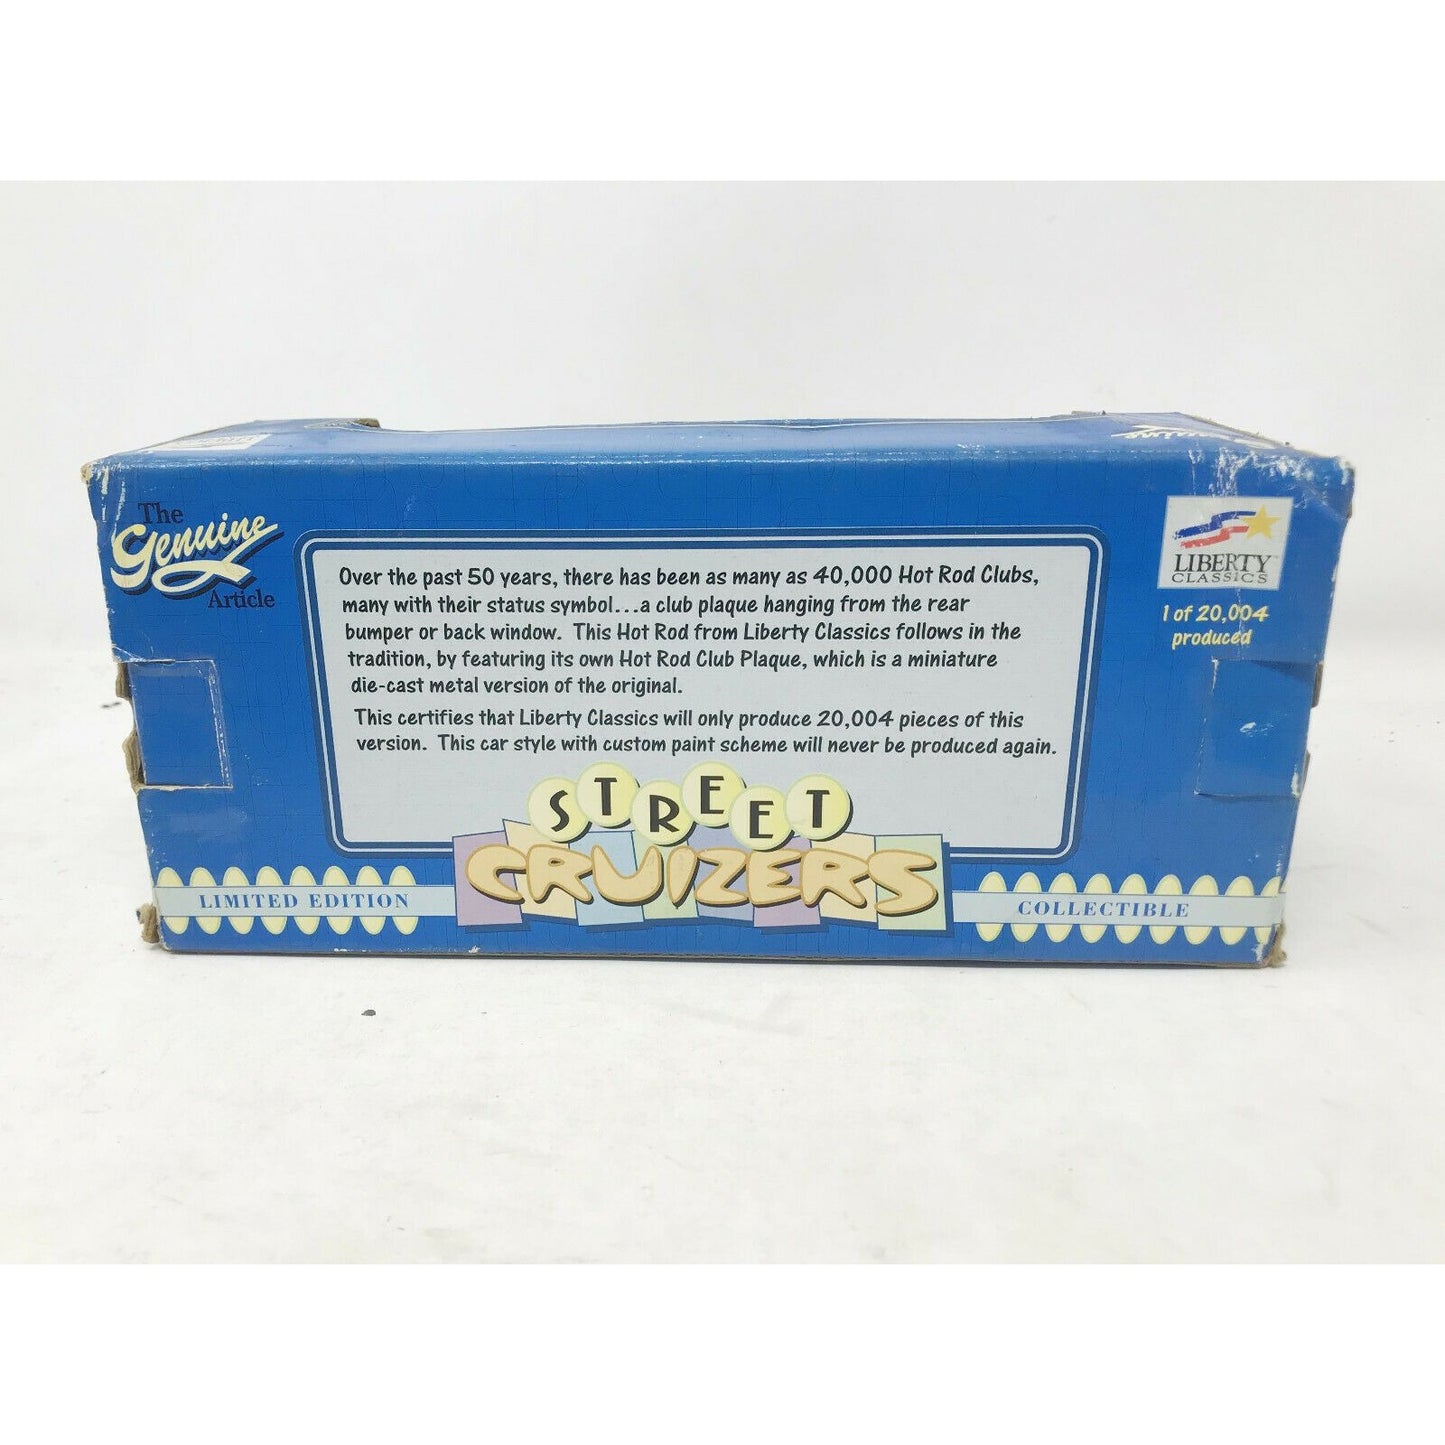 The
Genuine
Article
LIBERTY
CLASSICS
1 of 20,004
produced
Over the past 50 years, there has been as many as 40,000 Hot Rod Clubs,
many with their status symbol...a club plaque hanging from the rear
bumper or back window. This Hot Rod from Liberty Classics follows in the
tradition, by featuring its own Hot Rod Club Plaque, which is a miniature
die-cast metal version of the original.
This certifies that Liberty Classics will only produce 20,004 pieces of this
version. This car style with custom paint scheme will never be produced again.
STREET
CRUIZERS
LIMITED EDITION
COLLECTIBLE